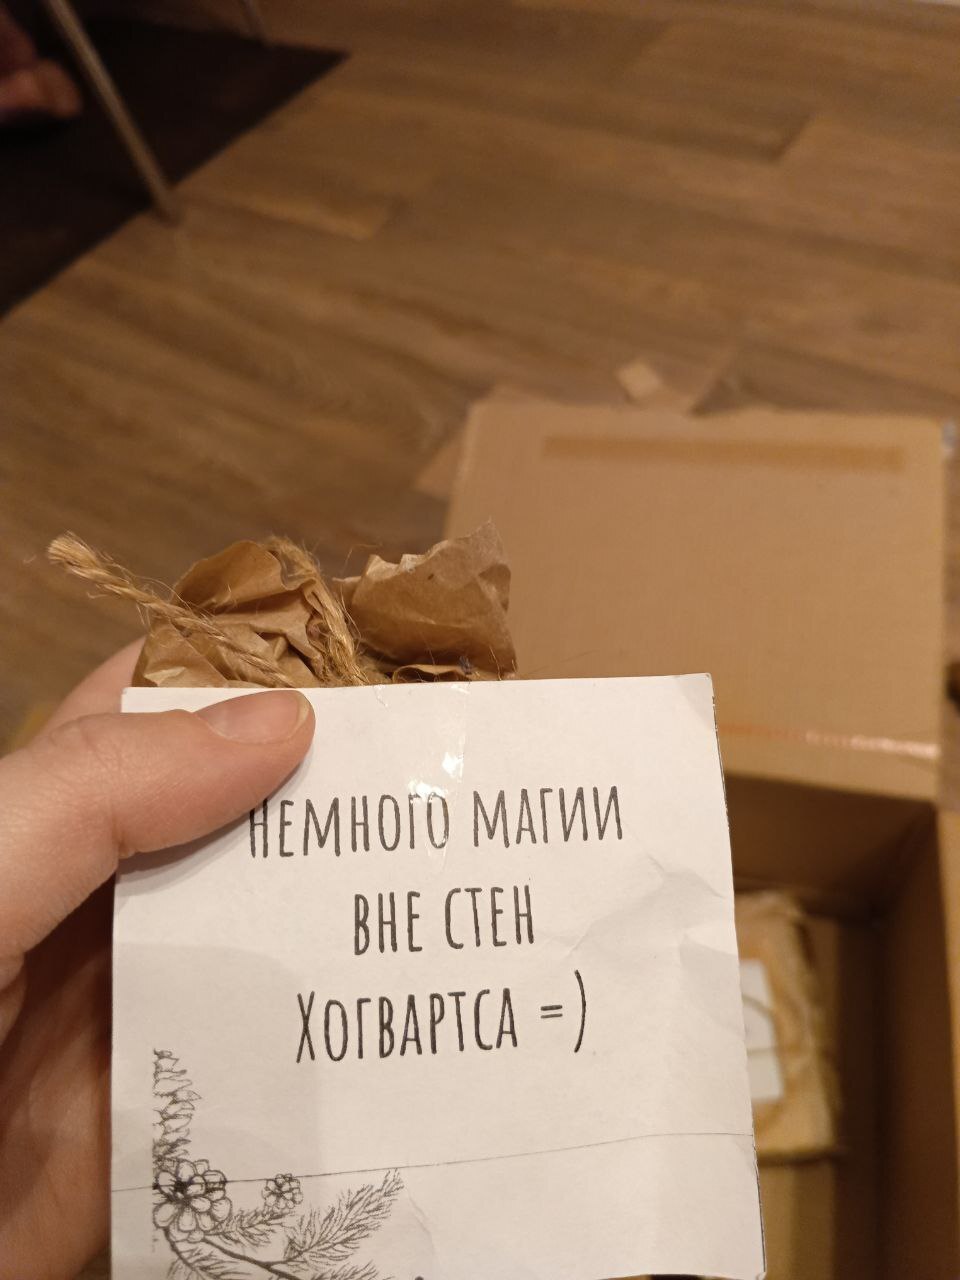 НЕМНОГО МАГИИ
ВНЕ СТЕН
ХОГВАРТСА =)